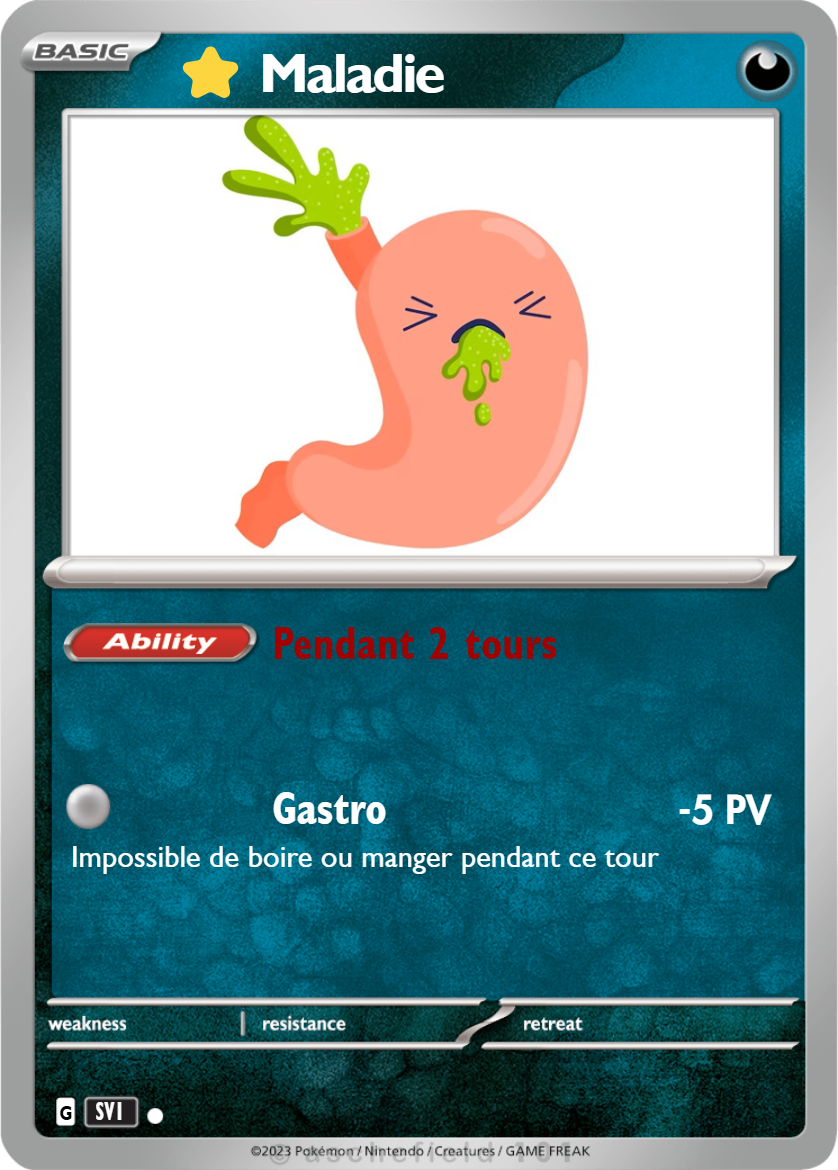 BASIC
Maladie
Ability Pendant 2 tours
Gastro -5 PV
Impossible de boire ou manger pendant ce tour
weakness resistance retreat
G SVI
©2023 Pokémon / Nintendo / Creatures / GAME FREAK